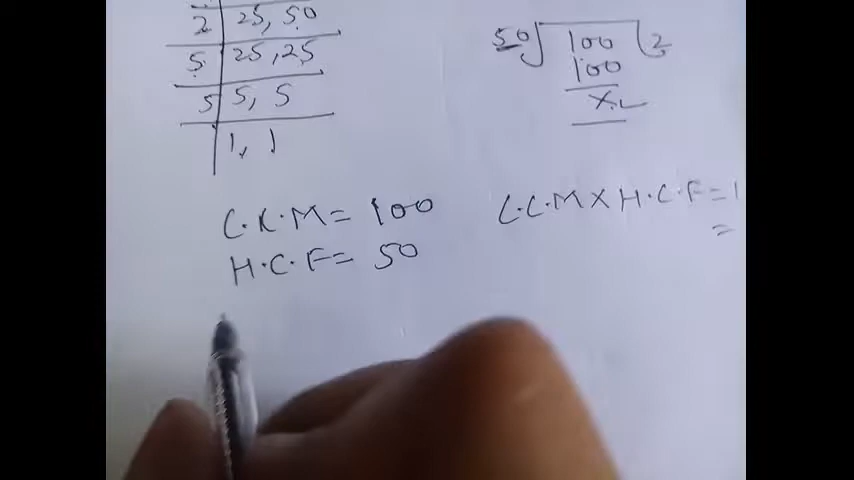 2 | 25, 50
5 | 25, 25
5 | 5, 5
1, 1
50 ) 100 ( 2
100
X
L.C.M = 100
H.C.F = 50
L.C.M X H.C.F = 1
=